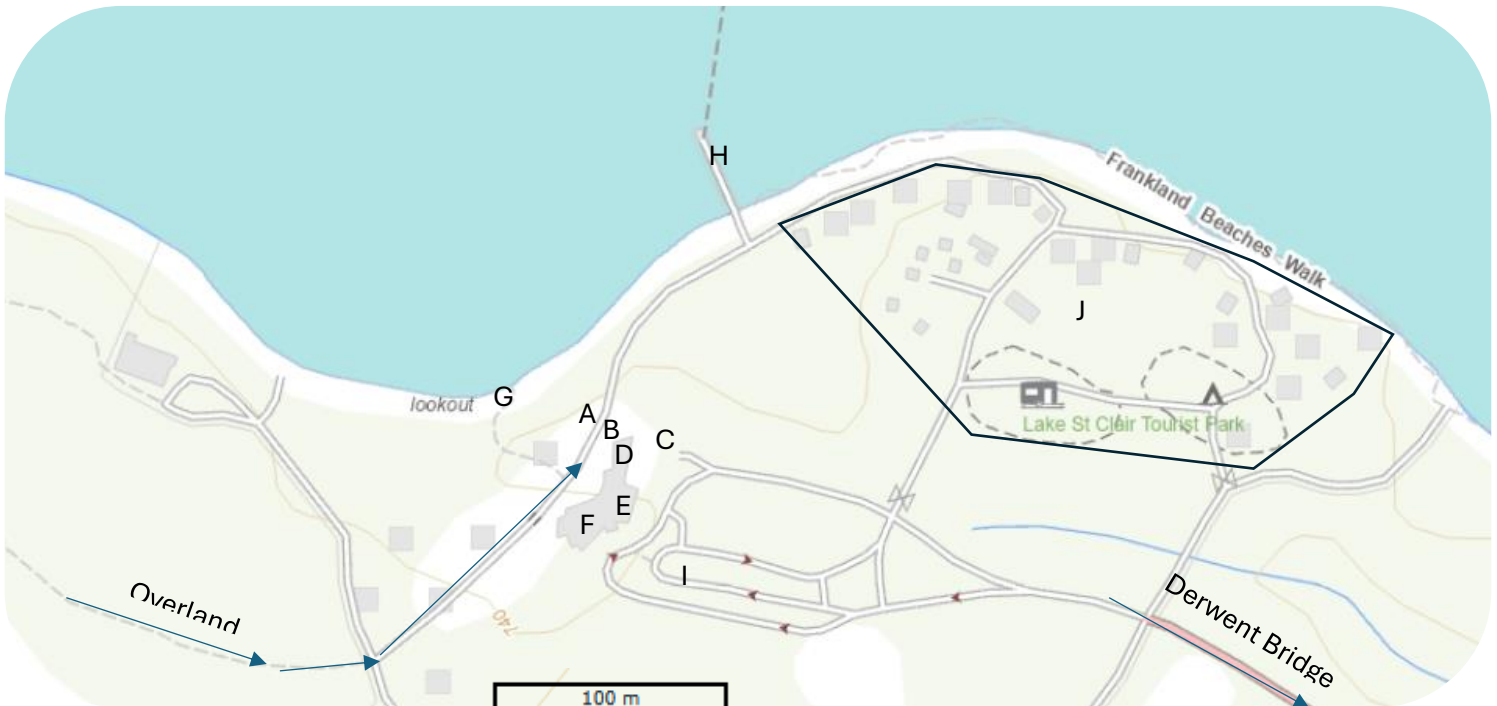 H
Frankland Beaches Walk
J
G
lookout
A
B
C
D
Lake St Clair Tourist Park
E
F
I
Overland
Derwent Bridge
740
100 m